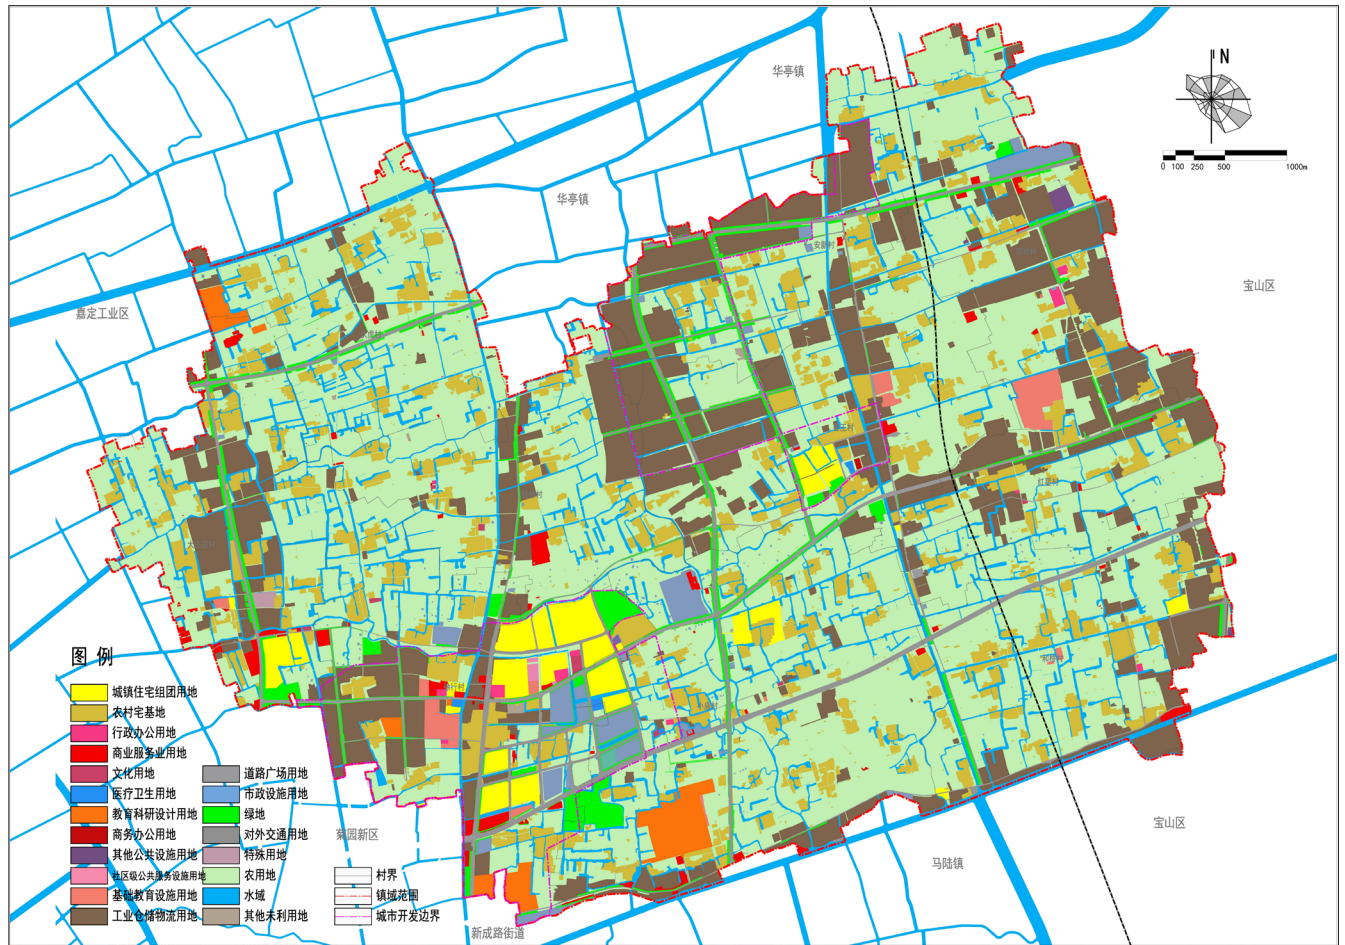 华亭镇
N
0 100 250 500 1000m
华亭镇
安新村
宝山区
嘉定工业区
红星村
图 例
城镇住宅组团用地
农村宅基地
行政办公用地
商业服务业用地
文化用地
医疗卫生用地
教育科研设计用地
商务办公用地
其他公共设施用地
社区级公共服务设施用地
基础教育设施用地
工业仓储物流用地
道路广场用地
市政设施用地
绿地
对外交通用地
特殊用地
农用地
水域
其他未利用地
村界
镇域范围
城市开发边界
菊园新区
宝山区
马陆镇
新成路街道